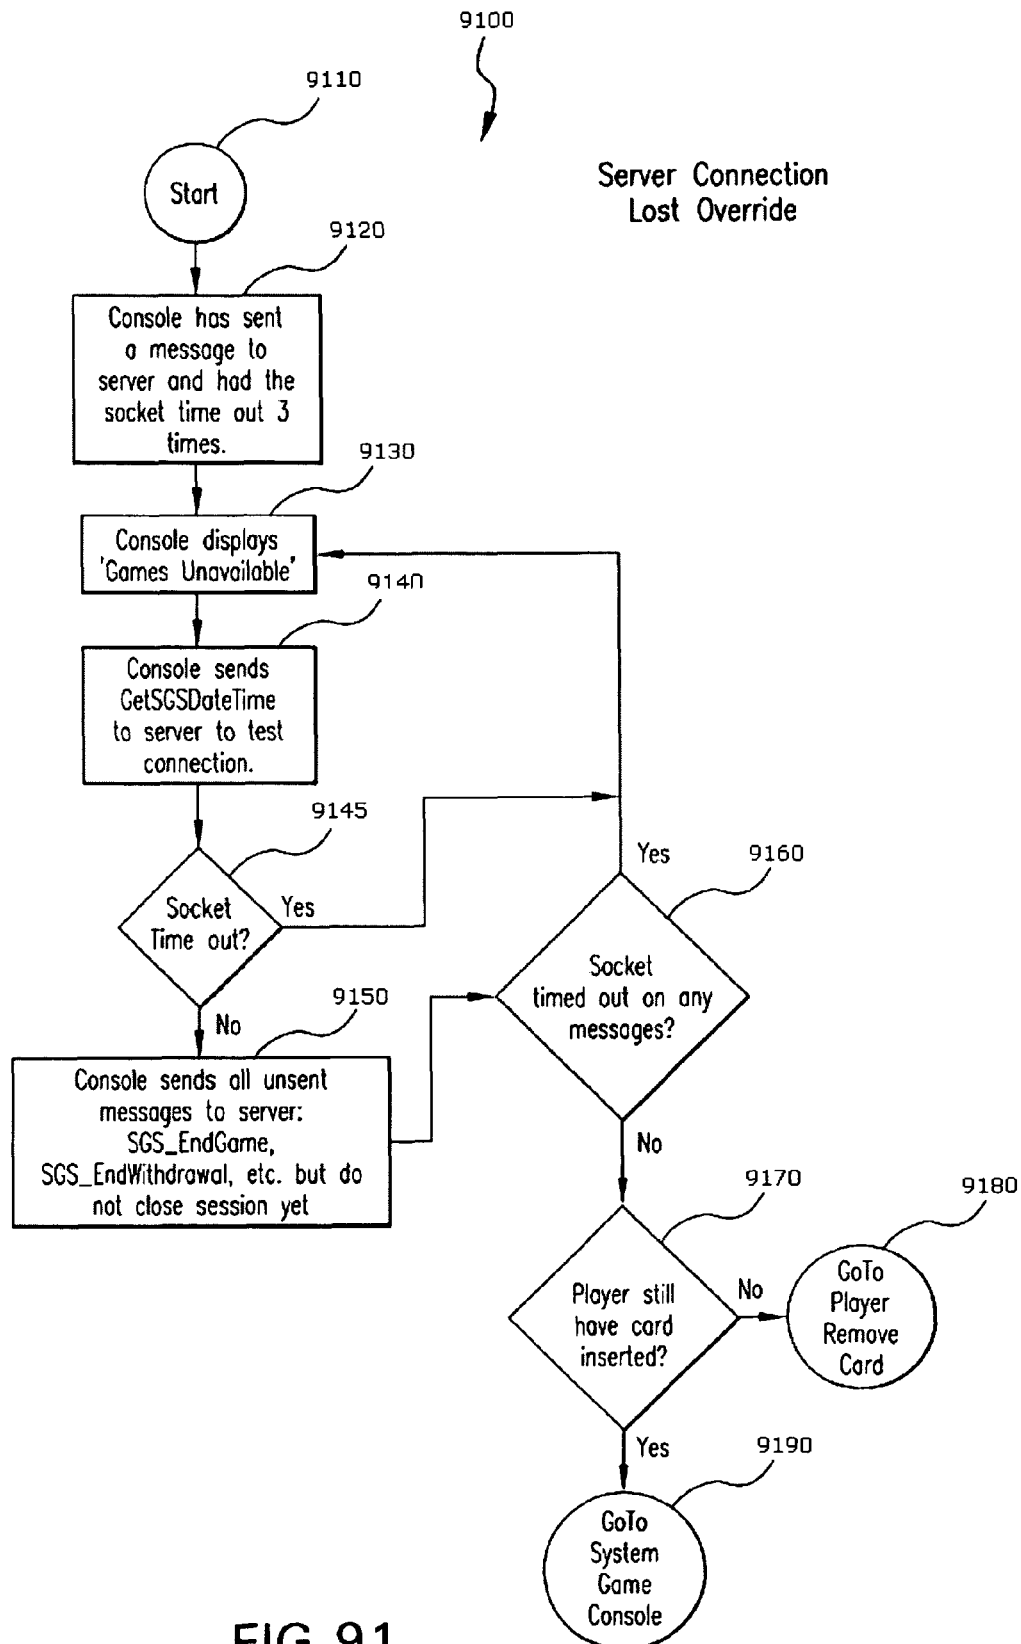 9100
9110
Start
Server Connection
Lost Override
9120
Console has sent
a message to
server and had the
socket time out 3
times.
9130
Console displays
'Games Unavailable'
9140
Console sends
GetSGSDateTime
to server to test
connection.
9145
Socket
Time out?
Yes
No
9150
Console sends all unsent
messages to server:
SGS_EndGame,
SGS_EndWithdrawal, etc. but do
not close session yet
Yes
9160
Socket
timed out on any
messages?
No
9170
Player still
have card
inserted?
No
9180
GoTo
Player
Remove
Card
Yes
9190
GoTo
System
Game
Console
FIG. 91